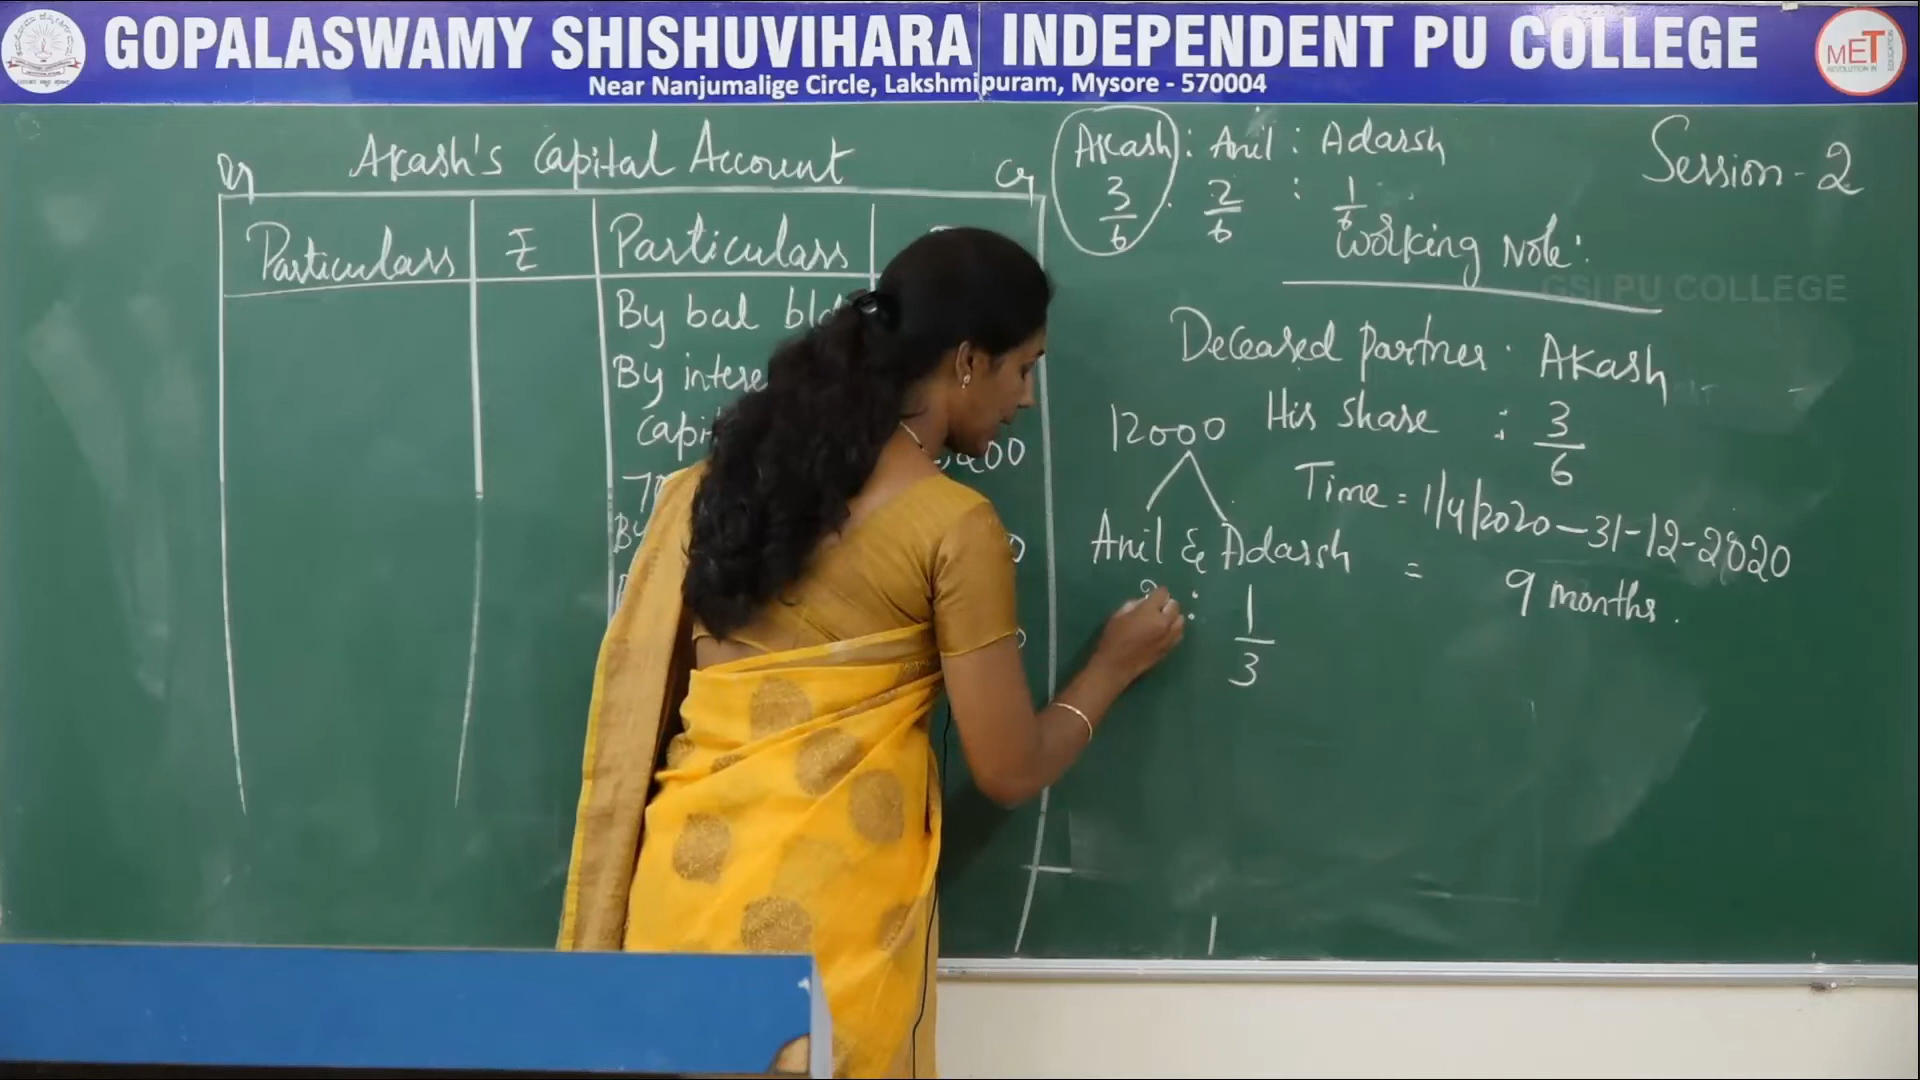 GOPALASWAMY SHISHUVIHARA INDEPENDENT PU COLLEGE
Near Nanjumalige Circle, Lakshmipuram, Mysore - 570004
MET
Session - 2
Akash : Anil : Adarsh
3/6 : 2/6 : 1/6
Dr Akash's Capital Account Cr
Particulars ₹ Particulars
By bal
By
Working Note:
GSI PU COLLEGE
Deceased partner : Akash
His share : 3/6
Time = 1/4/2020 – 31-12-2020
= 9 months.
12000
Anil & Adarsh
: 1/3